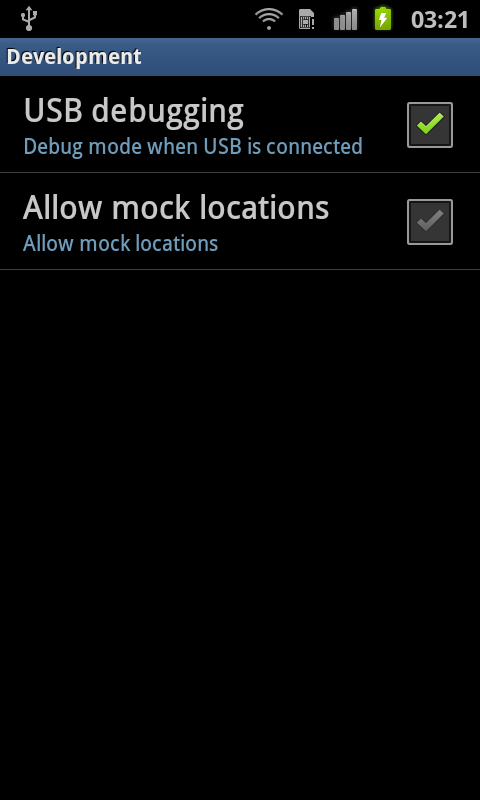 03:21
Development
USB debugging
Debug mode when USB is connected
Allow mock locations
Allow mock locations